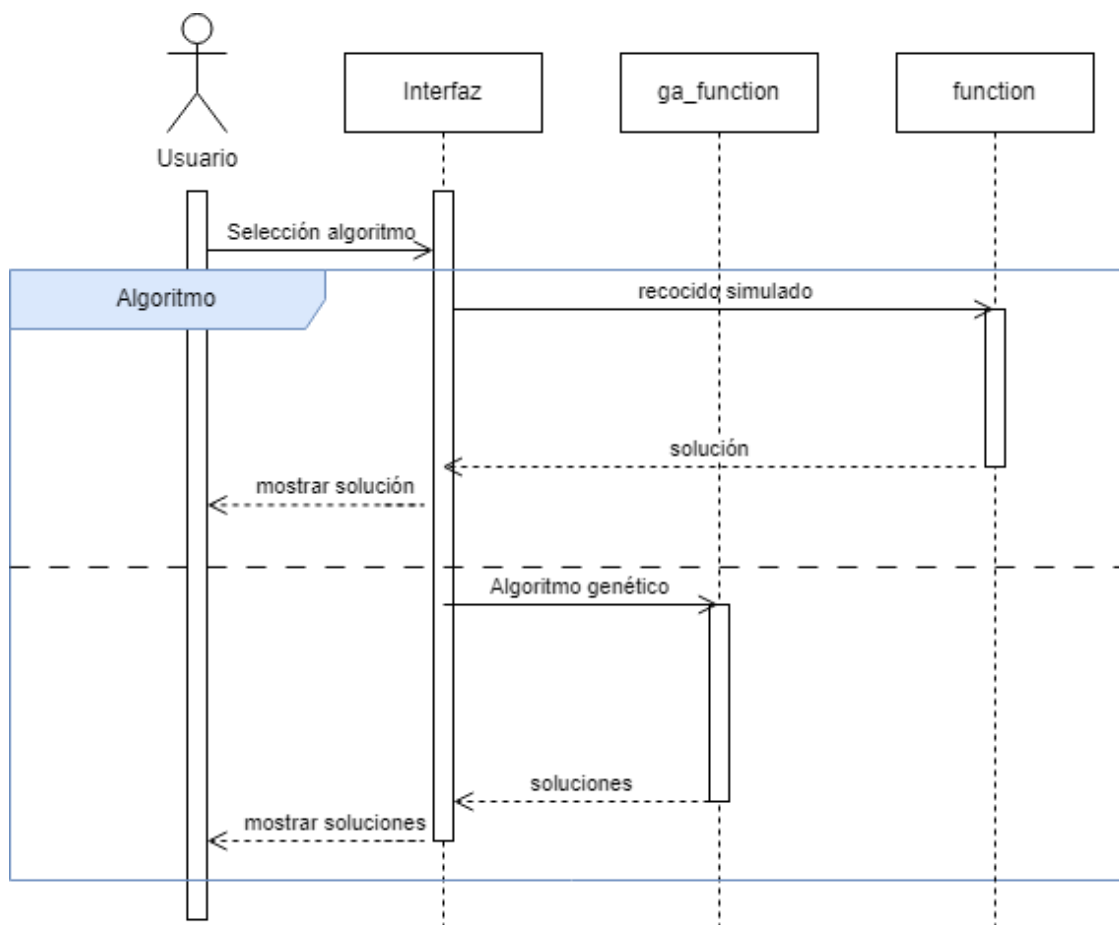 Interfaz
ga_function
function
Usuario
Selección algoritmo
Algoritmo
recocido simulado
solución
mostrar solución
Algoritmo genético
soluciones
mostrar soluciones